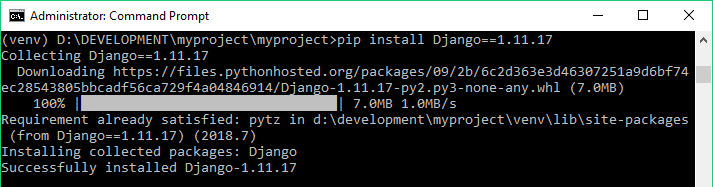 Administrator: Command Prompt
(venv) D:\DEVELOPMENT\myproject\myproject>pip install Django==1.11.17
Collecting Django==1.11.17
  Downloading https://files.pythonhosted.org/packages/09/2b/6c2d363e3d46307251a9d6bf74
ec28543805bbcadf56ca729f4a04846914/Django-1.11.17-py2.py3-none-any.whl (7.0MB)
    100% |████████████████████████████████| 7.0MB 1.0MB/s
Requirement already satisfied: pytz in d:\development\myproject\venv\lib\site-packages
 (from Django==1.11.17) (2018.7)
Installing collected packages: Django
Successfully installed Django-1.11.17